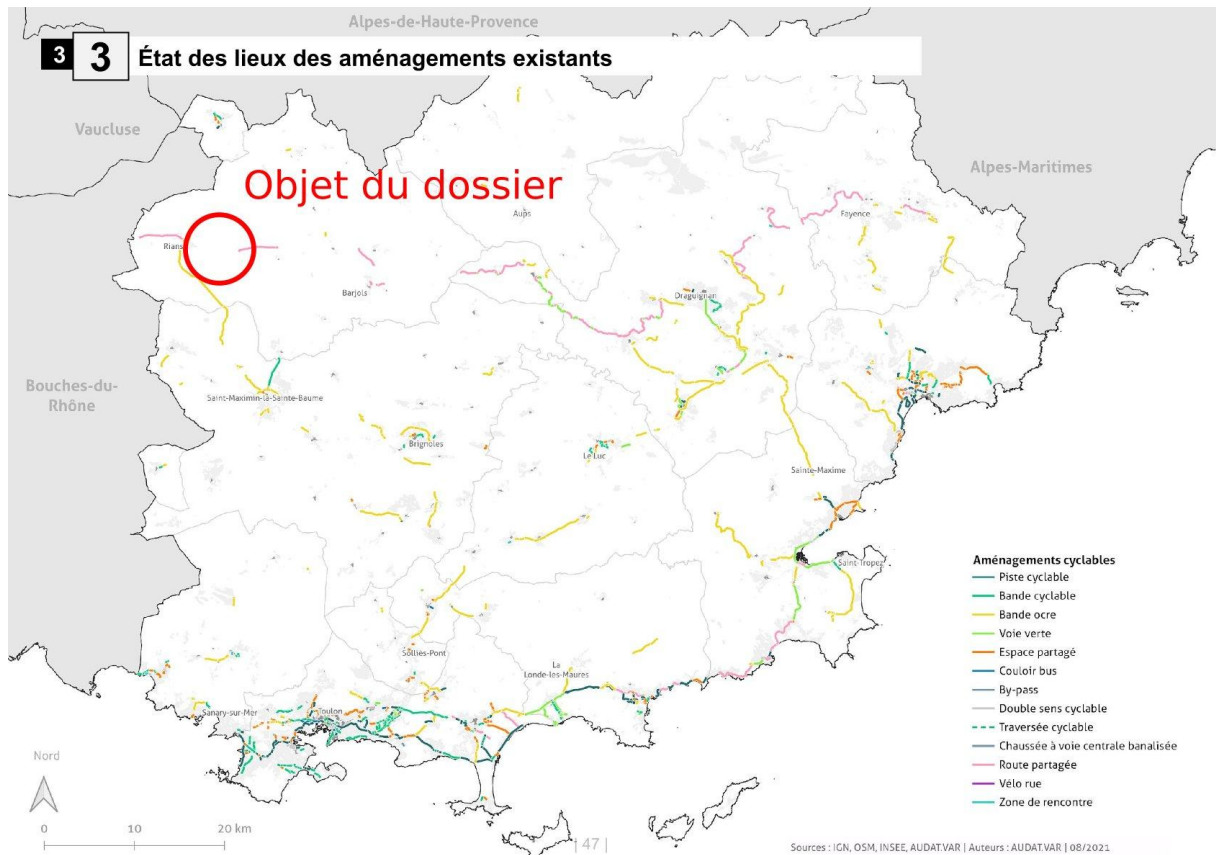 Alpes-de-Haute-Provence
3 3 État des lieux des aménagements existants
Vaucluse
Alpes-Maritimes
Objet du dossier
Aups
Fayence
Rians
Barjols
Draguignan
Bouches-du-
Rhône
Saint-Maximin-la-Sainte-Baume
Brignoles
Le Luc
Sainte-Maxime
Saint-Tropez
Solliès-Pont
La
Londe-les-Maures
Sanary-sur-Mer
Toulon
Aménagements cyclables
Piste cyclable
Bande cyclable
Bande ocre
Voie verte
Espace partagé
Couloir bus
By-pass
Double sens cyclable
Traversée cyclable
Chaussée à voie centrale banalisée
Route partagée
Vélo rue
Zone de rencontre
Nord
0 10 20 km
| 47 |
Sources : IGN, OSM, INSEE, AUDAT.VAR | Auteurs : AUDAT.VAR | 08/2021